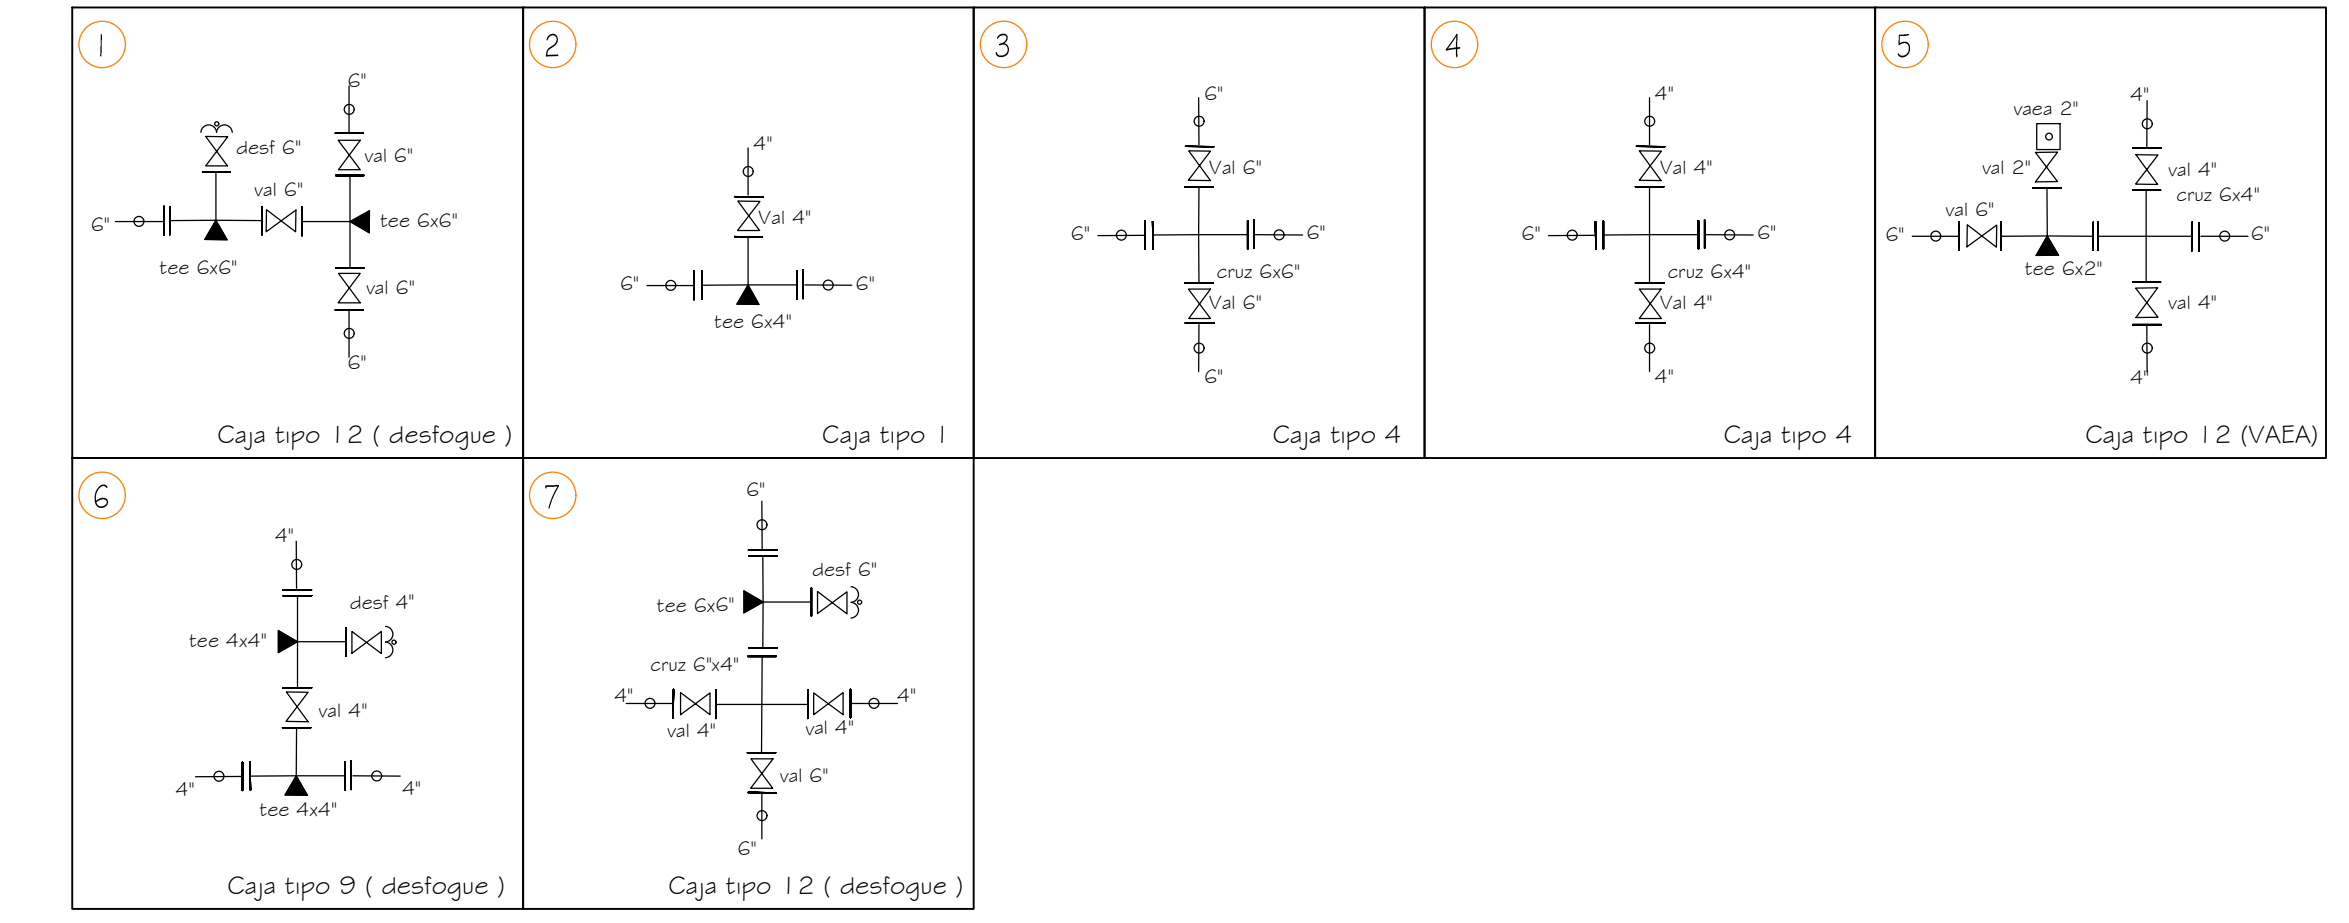 1
6"
desf 6"
val 6"
val 6"
6"
tee 6x6"
tee 6x6"
val 6"
6"
Caja tipo 12 ( desfogue )
2
4"
Val 4"
6"
6"
tee 6x4"
Caja tipo 1
3
6"
Val 6"
6"
6"
cruz 6x6"
Val 6"
6"
Caja tipo 4
4
4"
Val 4"
6"
6"
cruz 6x4"
Val 4"
4"
Caja tipo 4
5
vaea 2"
4"
val 2"
val 4"
cruz 6x4"
val 6"
6"
6"
tee 6x2"
val 4"
4"
Caja tipo 12 (VAEA)
6
4"
desf 4"
tee 4x4"
val 4"
4"
4"
tee 4x4"
Caja tipo 9 ( desfogue )
7
6"
desf 6"
tee 6x6"
cruz 6"x4"
4"
4"
val 4"
val 4"
val 6"
6"
Caja tipo 12 ( desfogue )